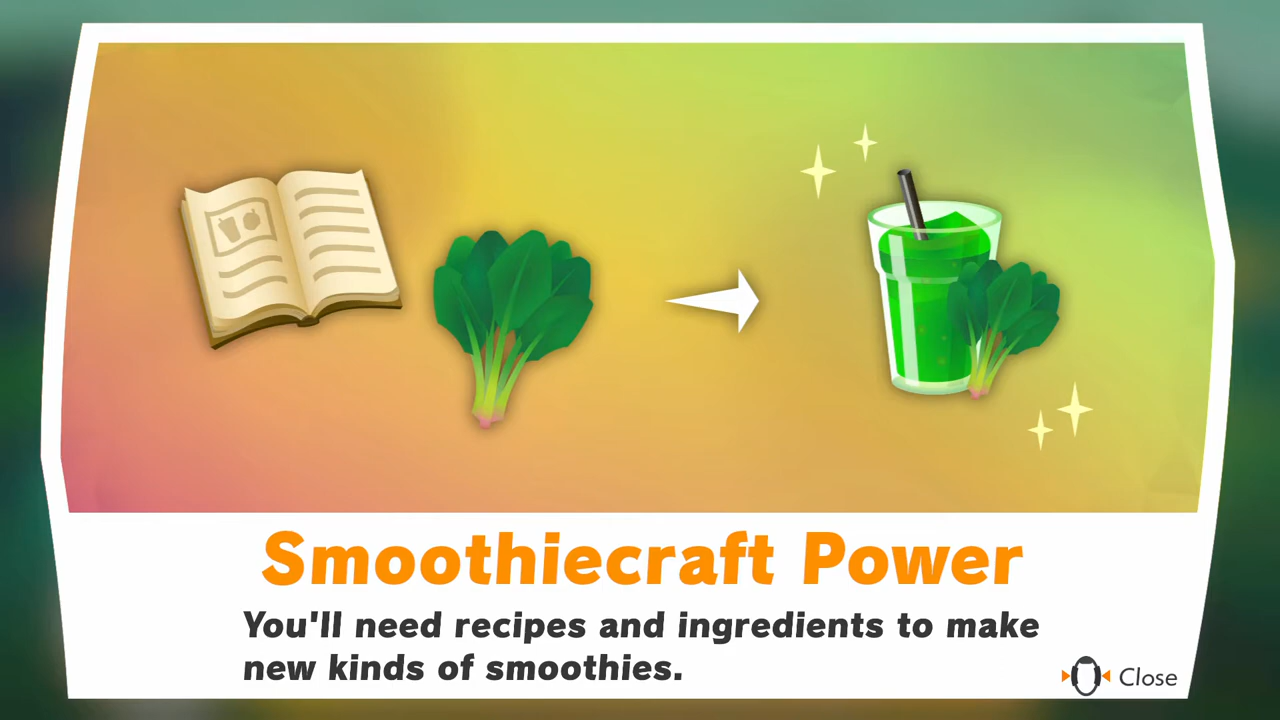 Smoothiecraft Power
You'll need recipes and ingredients to make
new kinds of smoothies.
Close